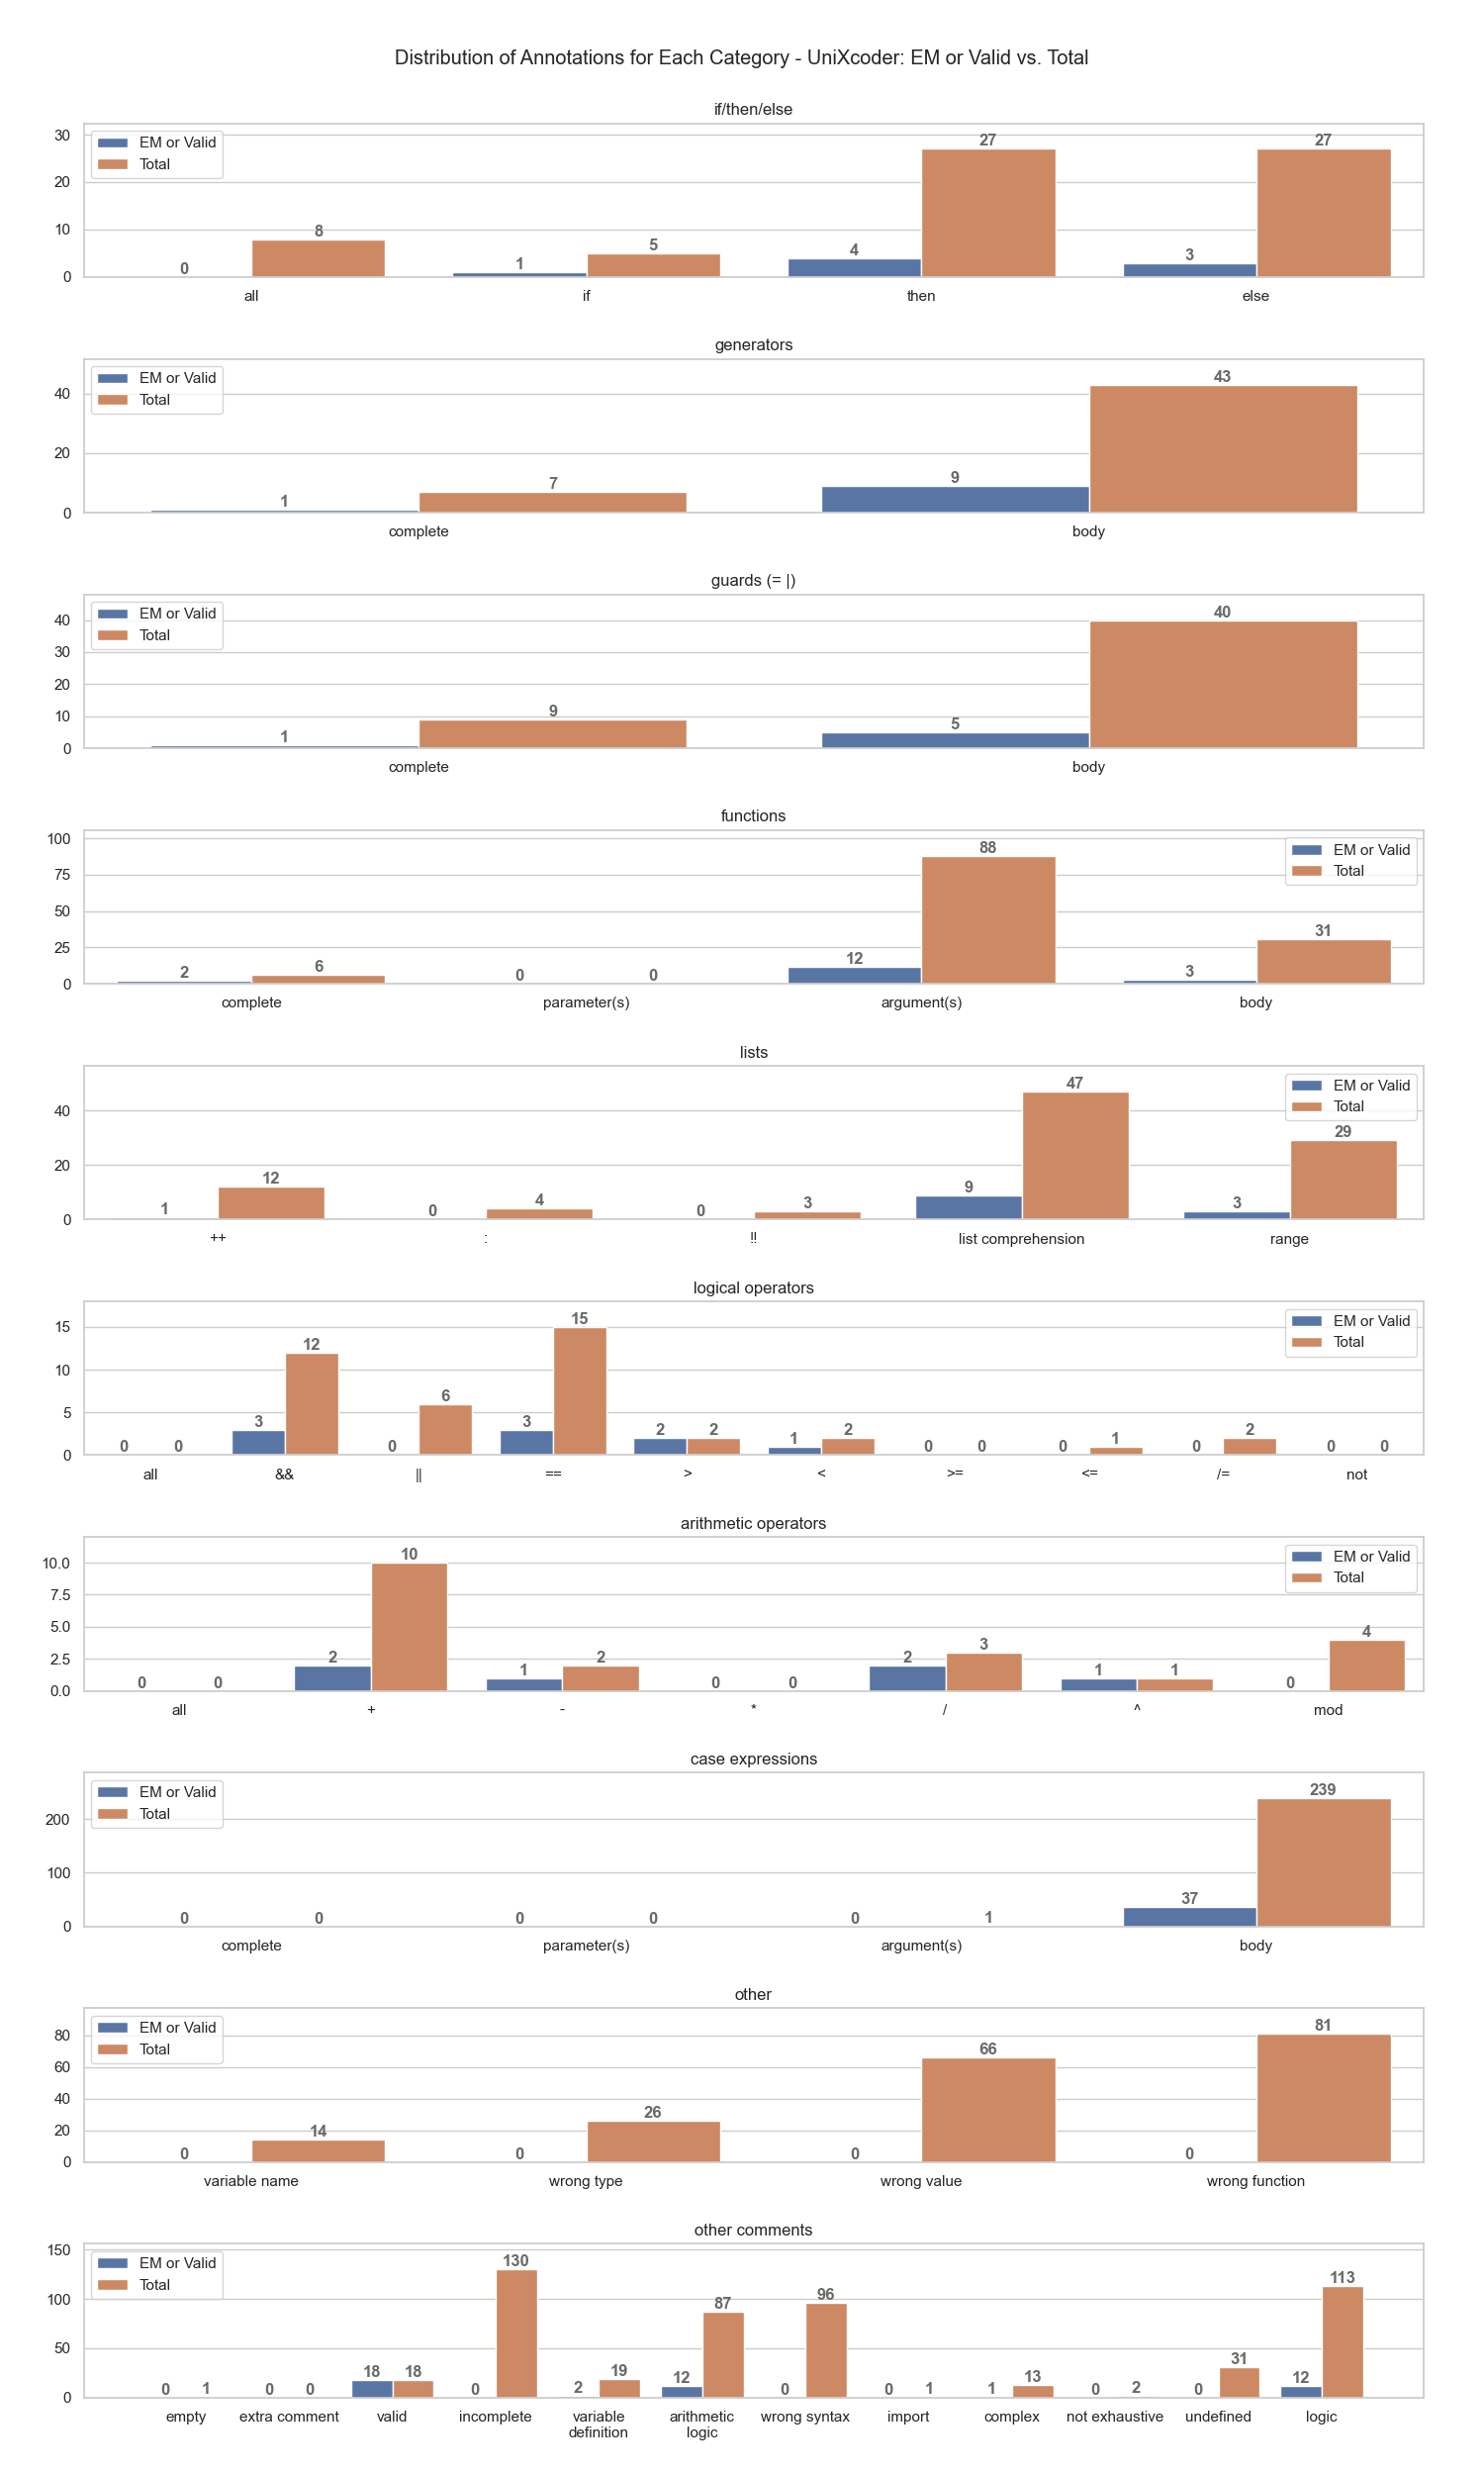 Distribution of Annotations for Each Category - UniXcoder: EM or Valid vs. Total
if/then/else
EM or Valid
Total
30
20
10
0
0 8 1 5 4 27 3 27
all if then else
generators
EM or Valid
Total
40
20
0
1 7 9 43
complete body
guards (= |)
EM or Valid
Total
40
30
20
10
0
1 9 5 40
complete body
functions
EM or Valid
Total
100
75
50
25
0
2 6 0 0 12 88 3 31
complete parameter(s) argument(s) body
lists
EM or Valid
Total
40
20
0
1 12 0 4 0 3 9 47 3 29
++ : !! list comprehension range
logical operators
EM or Valid
Total
15
10
5
0
0 0 3 12 0 6 3 15 2 2 1 2 0 0 0 1 0 2 0 0
all && || == > < >= <= /= not
arithmetic operators
EM or Valid
Total
10.0
7.5
5.0
2.5
0.0
0 0 2 10 1 2 0 0 2 3 1 1 0 4
all + - * / ^ mod
case expressions
EM or Valid
Total
200
100
0
0 0 0 0 0 1 37 239
complete parameter(s) argument(s) body
other
EM or Valid
Total
80
60
40
20
0
0 14 0 26 0 66 0 81
variable name wrong type wrong value wrong function
other comments
EM or Valid
Total
150
100
50
0
0 1 0 0 18 18 0 130 2 19 12 87 0 96 0 1 1 13 0 2 0 31 12 113
empty extra comment valid incomplete variable arithmetic wrong syntax import complex not exhaustive undefined logic
definition logic